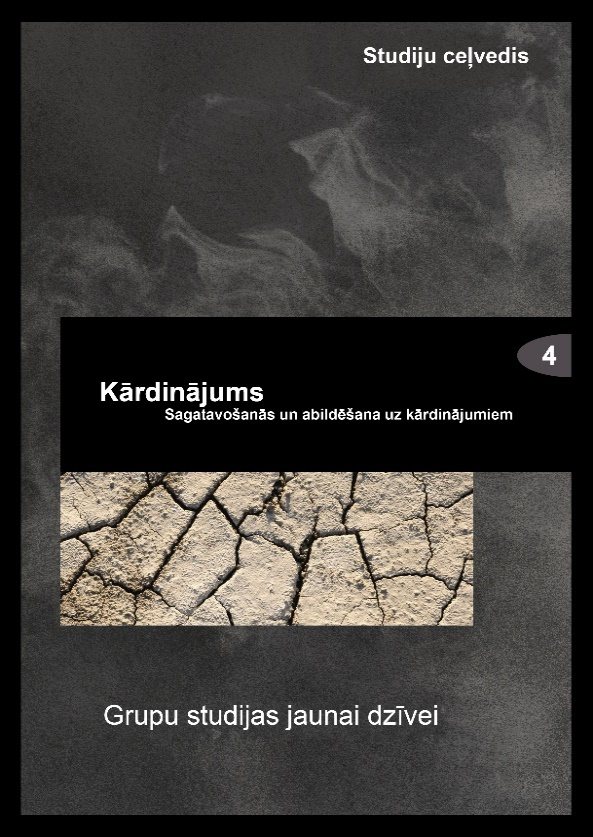 Studiju ceļvedis
4
Kārdinājums
Sagatavošanās un abildēšana uz kārdinājumiem
Grupu studijas jaunai dzīvei